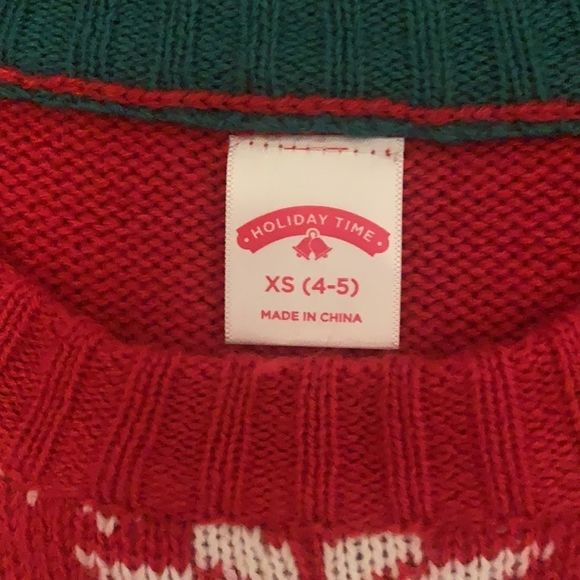 HOLIDAY TIME
XS (4-5)
MADE IN CHINA